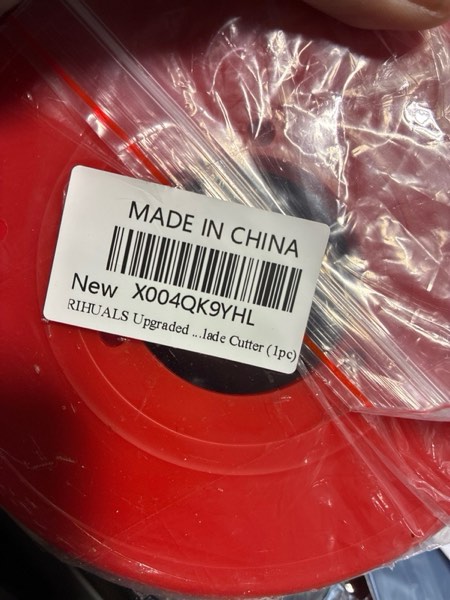 MADE IN CHINA
New X004QK9YHL
RIHUALS Upgraded ...lade Cutter (1pc)